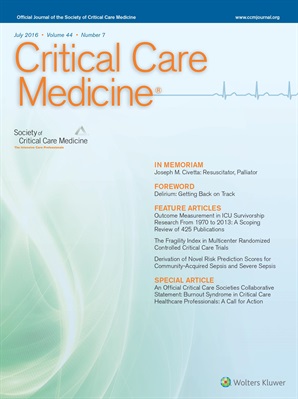 Official Journal of the Society of Critical Care Medicine
www.ccmjournal.org
July 2016 • Volume 44 • Number 7
Critical Care
Medicine®
Society of
Critical Care Medicine
The Intensive Care Professionals
IN MEMORIAM
Joseph M. Civetta: Resuscitator, Palliator
FOREWORD
Delirium: Getting Back on Track
FEATURE ARTICLES
Outcome Measurement in ICU Survivorship
Research From 1970 to 2013: A Scoping
Review of 425 Publications
The Fragility Index in Multicenter Randomized
Controlled Critical Care Trials
Derivation of Novel Risk Prediction Scores for
Community-Acquired Sepsis and Severe Sepsis
SPECIAL ARTICLE
An Official Critical Care Societies Collaborative
Statement: Burnout Syndrome in Critical Care
Healthcare Professionals: A Call for Action
Wolters Kluwer